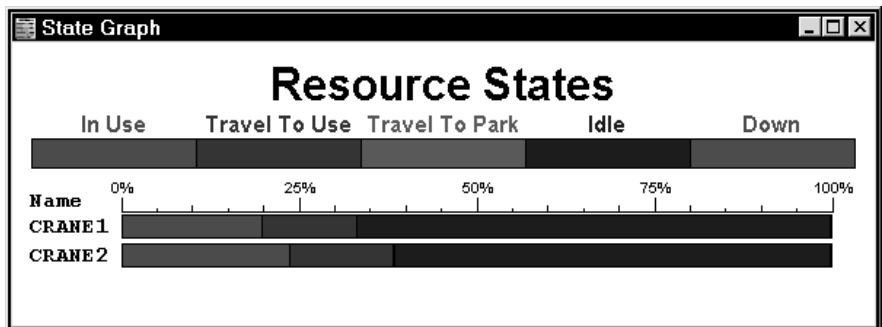 State Graph
Resource States
In Use Travel To Use Travel To Park Idle Down
0% 25% 50% 75% 100%
Name
CRANE1
CRANE2